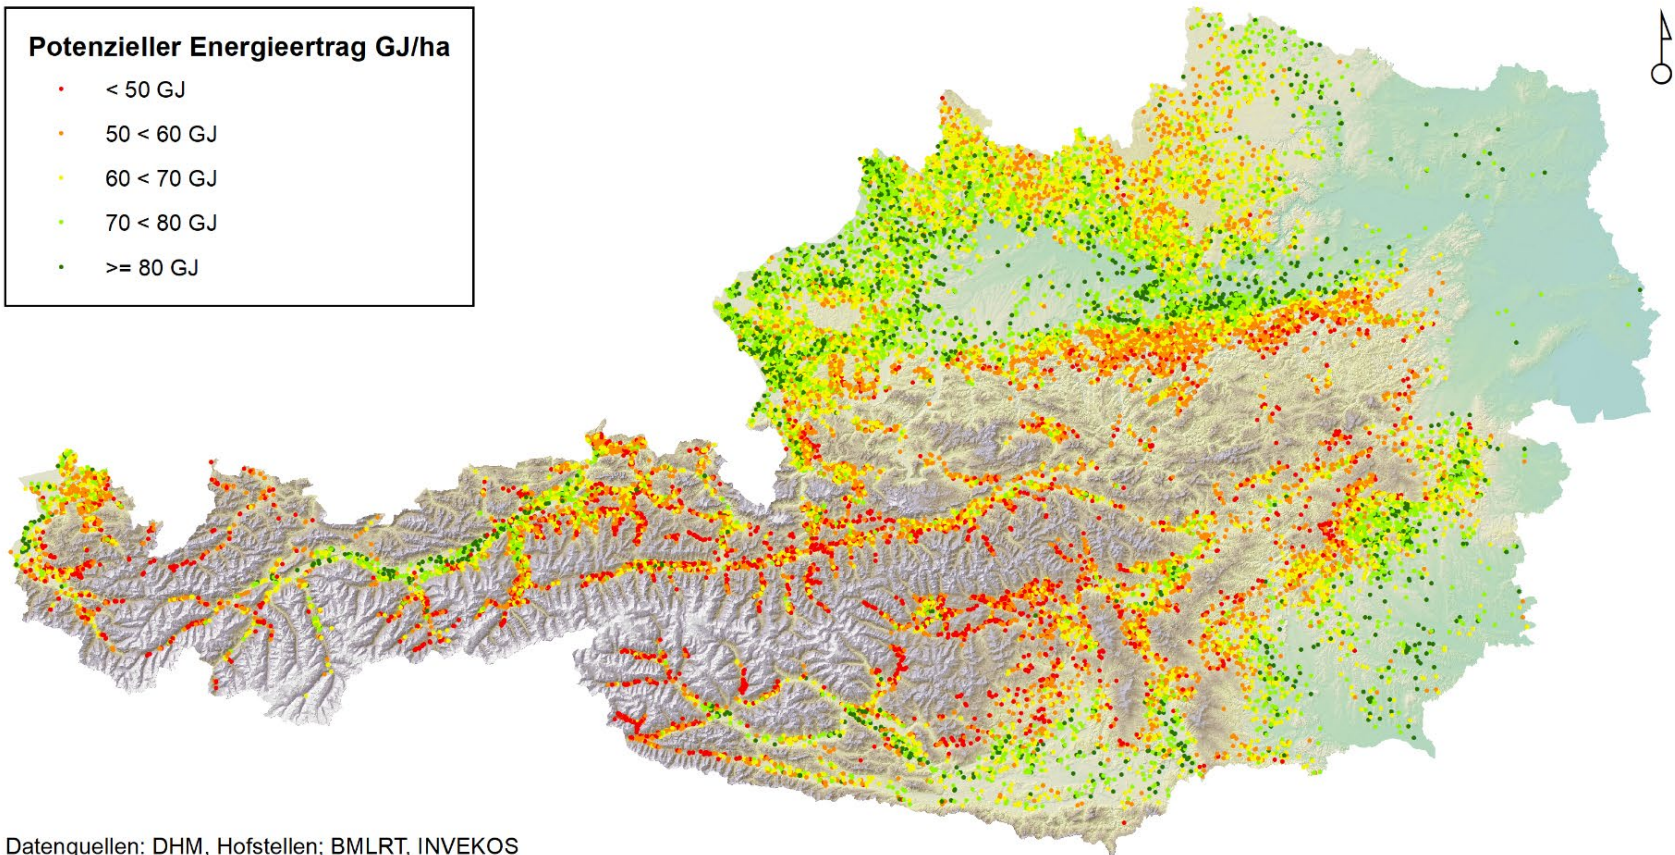 Potenzieller Energieertrag GJ/ha
< 50 GJ
50 < 60 GJ
60 < 70 GJ
70 < 80 GJ
>= 80 GJ
Datenquellen: DHM, Hofstellen: BMLRT, INVEKOS